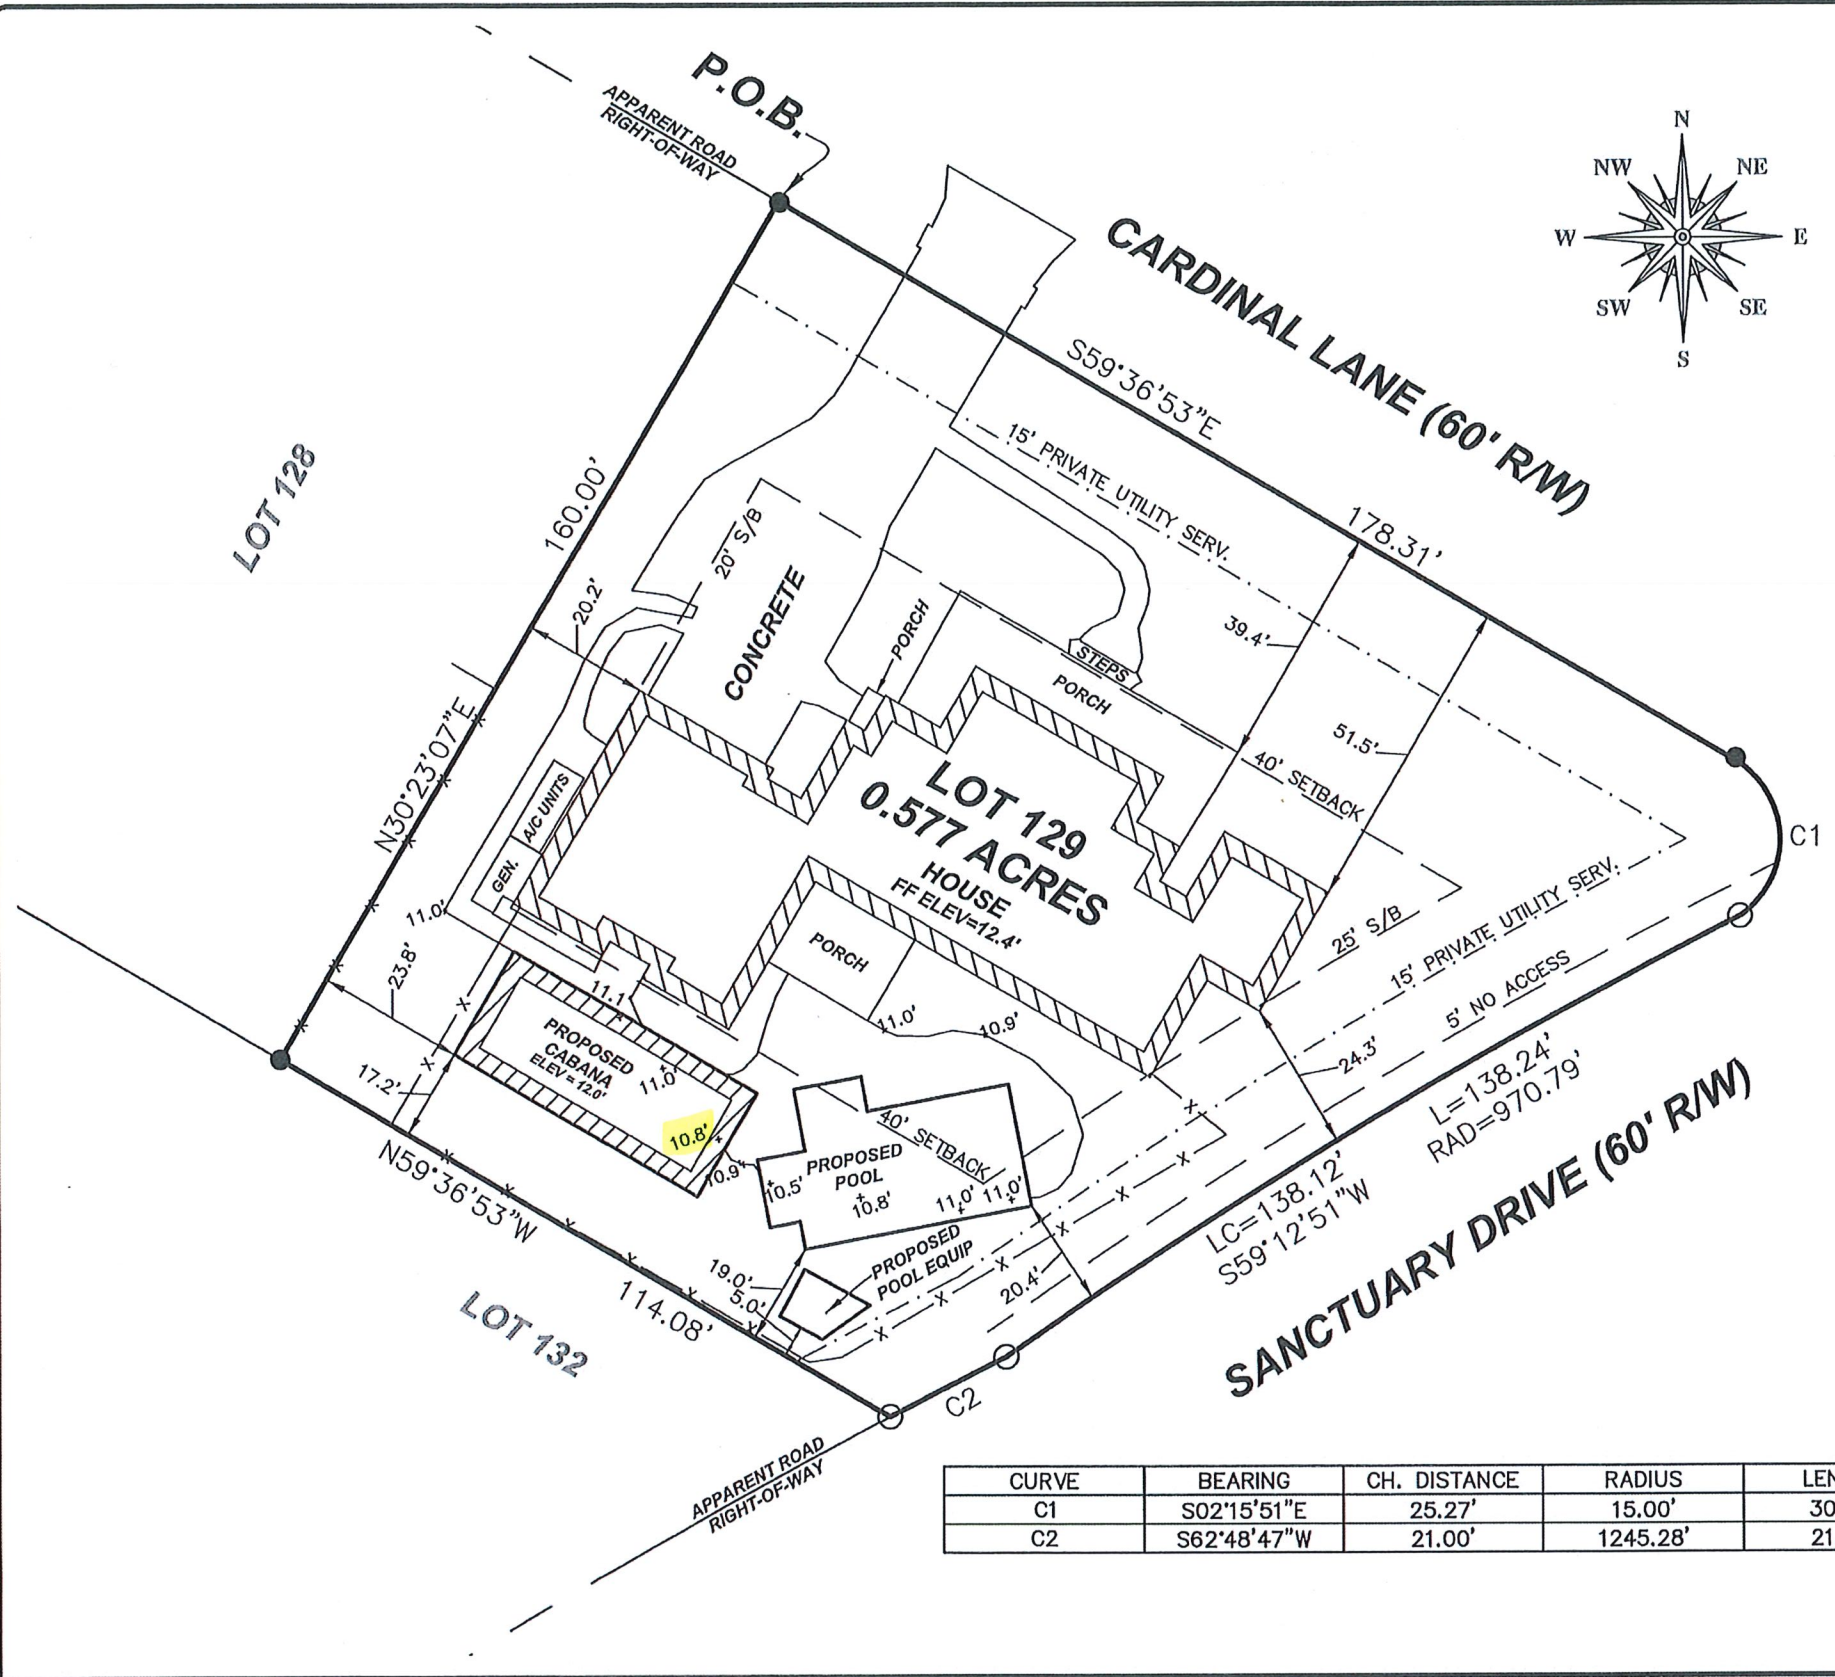 P.O.B.
APPARENT ROAD
RIGHT-OF-WAY
N
NW
NE
W
E
SW
SE
S
CARDINAL LANE (60' R/W)
S59°36'53"E
178.31'
15' PRIVATE UTILITY SERV.
LOT 128
160.00'
N30°23'07"E
20' S/B
20.2'
CONCRETE
PORCH
STEPS
PORCH
39.4'
51.5'
40' SETBACK
C1
A/C UNITS
GEN.
LOT 129
0.577 ACRES
HOUSE
FF ELEV=12.4'
PORCH
25' S/B
15' PRIVATE UTILITY SERV.
5' NO ACCESS
11.0'
23.8'
11.1
11.0'
10.9'
PROPOSED
CABANA
ELEV = 12.0'
11.0'
10.8'
10.9'
17.2'
24.3'
40' SETBACK
PROPOSED
POOL
10.5'
10.8'
11.0'
11.0'
L=138.24'
RAD=970.79'
LC=138.12'
S59°12'51"W
SANCTUARY DRIVE (60' R/W)
N59°36'53"W
114.08'
LOT 132
19.0'
5.0'
PROPOSED
POOL EQUIP
20.4'
C2
APPARENT ROAD
RIGHT-OF-WAY
CURVE BEARING CH. DISTANCE RADIUS LEN
C1 S02°15'51"E 25.27' 15.00' 30
C2 S62°48'47"W 21.00' 1245.28' 21